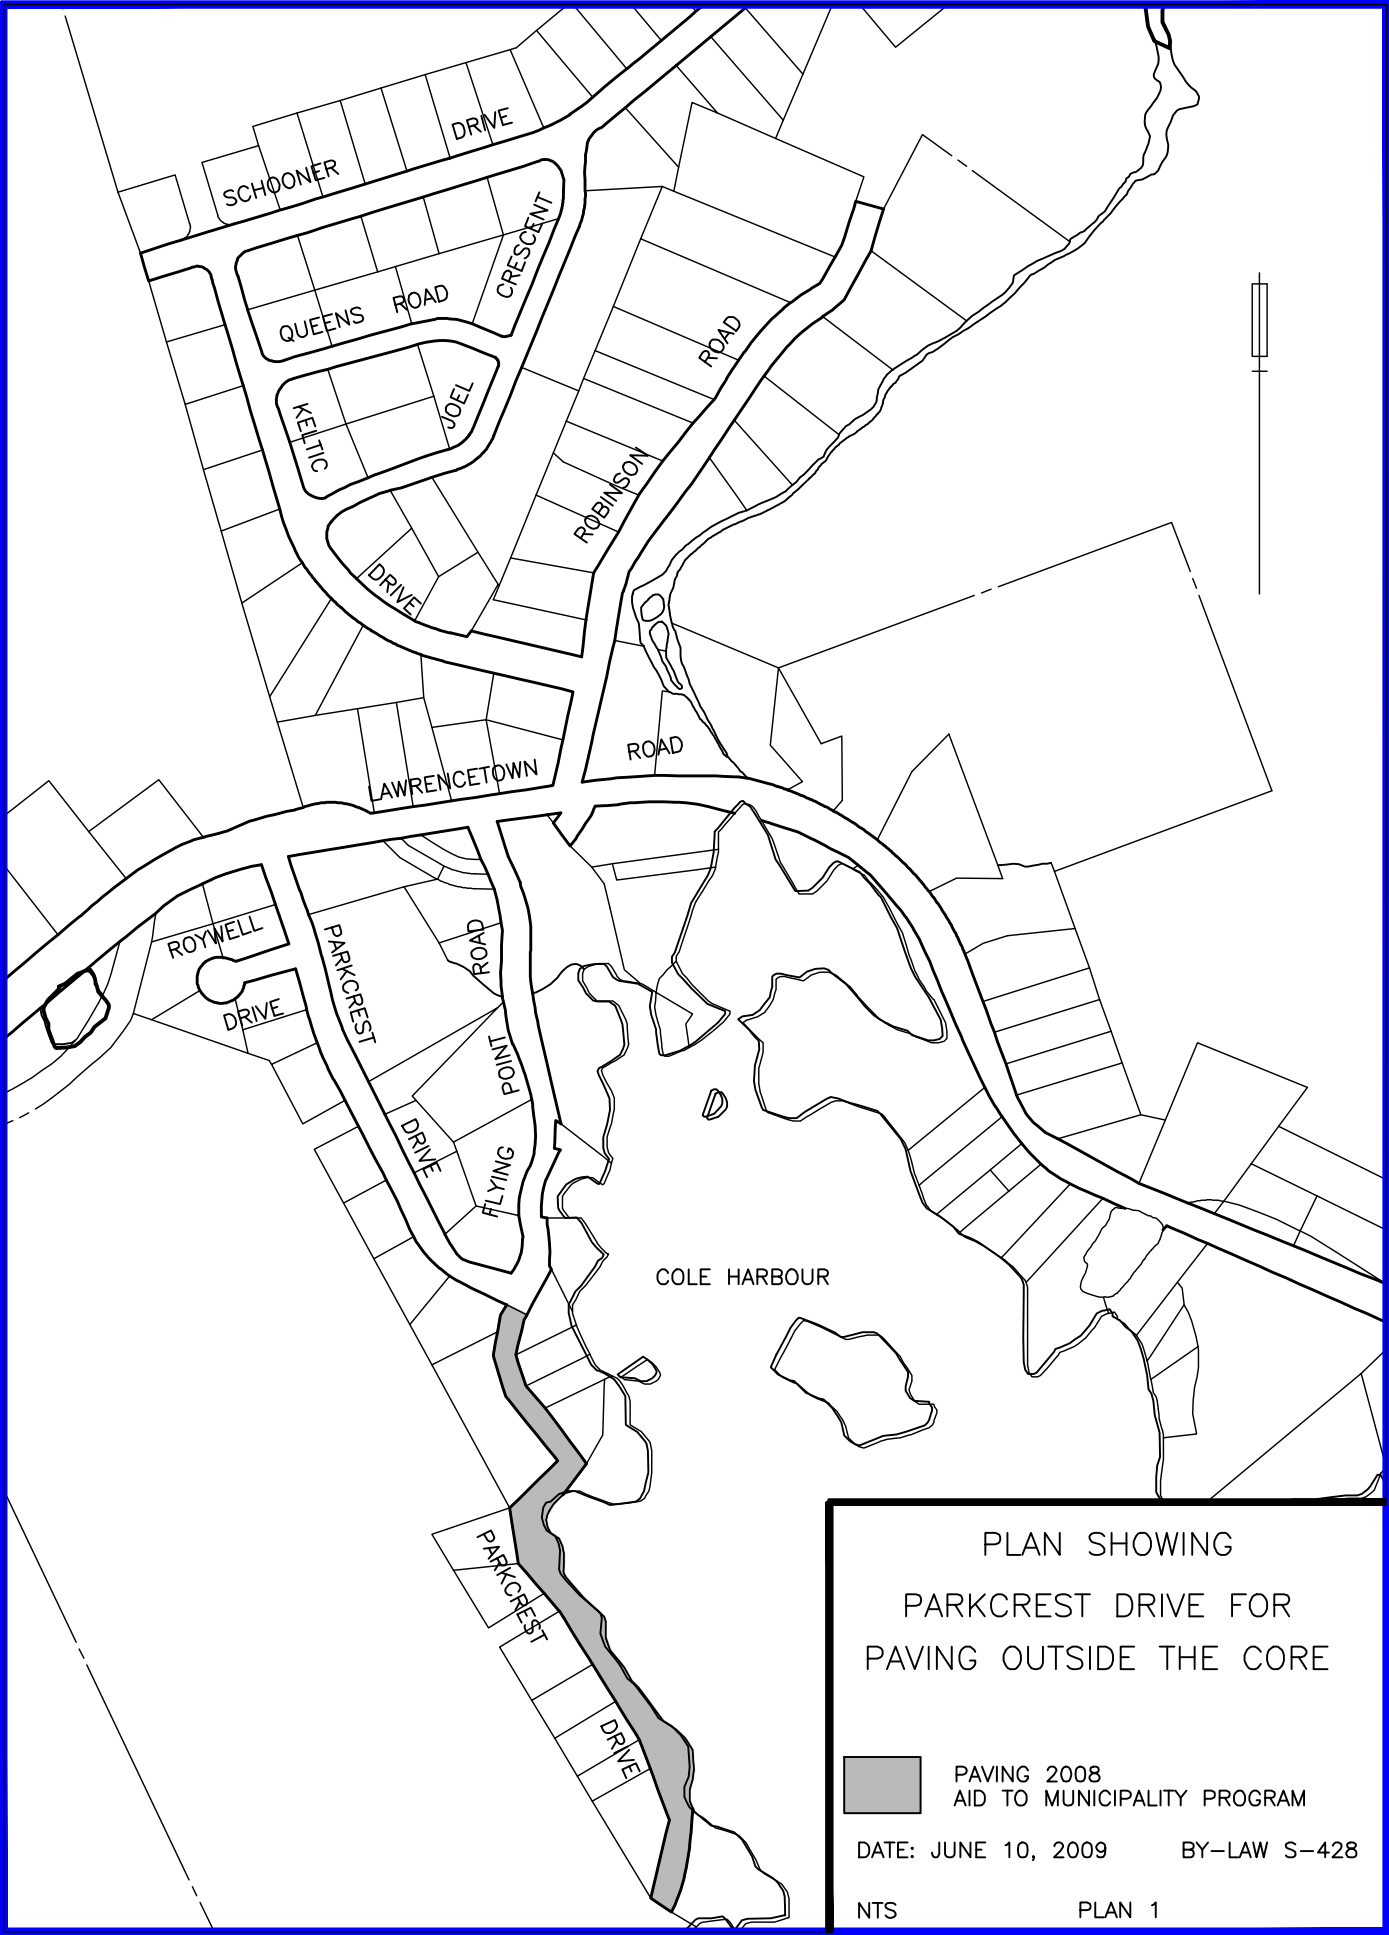 SCHOONER DRIVE
QUEENS ROAD
CRESCENT
JOEL
KELTIC
DRIVE
ROBINSON ROAD
LAWRENCETOWN ROAD
ROYWELL
DRIVE
PARKCREST
DRIVE
FLYING POINT ROAD
COLE HARBOUR
PARKCREST
DRIVE
PLAN SHOWING
PARKCREST DRIVE FOR
PAVING OUTSIDE THE CORE
PAVING 2008
AID TO MUNICIPALITY PROGRAM
DATE: JUNE 10, 2009 BY-LAW S-428
NTS PLAN 1